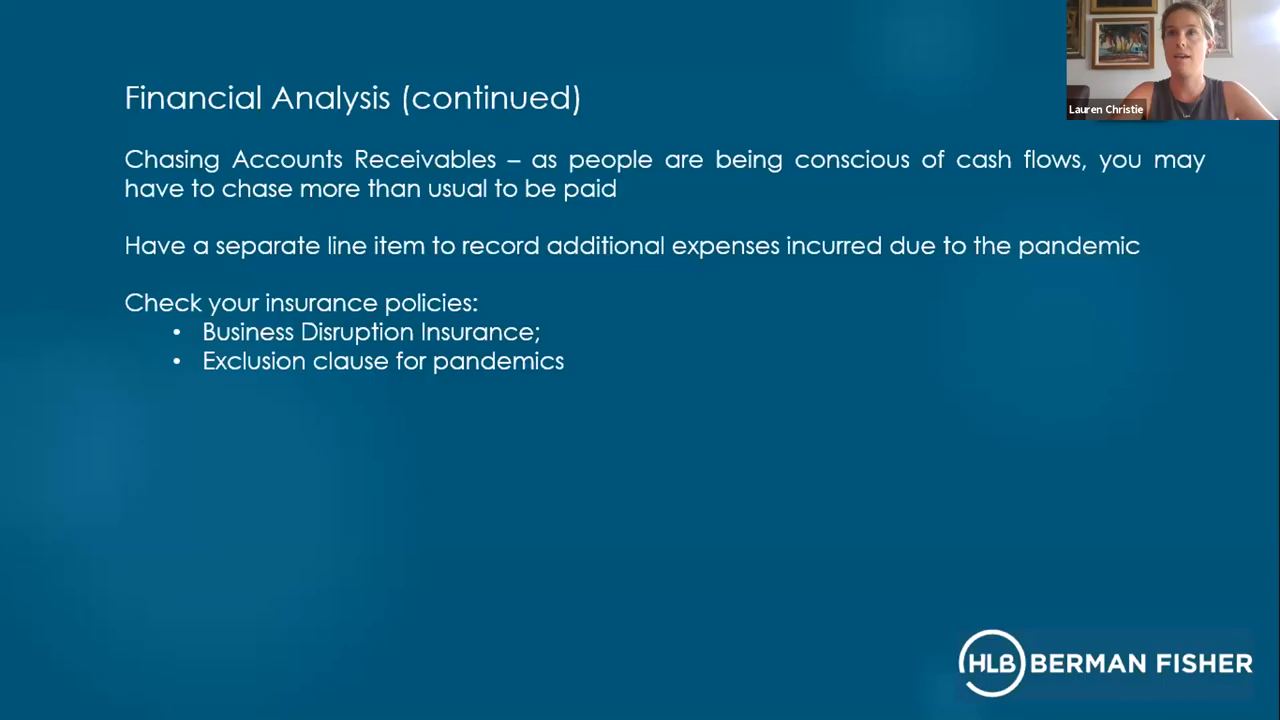 Lauren Christie
Financial Analysis (continued)
Chasing Accounts Receivables – as people are being conscious of cash flows, you may
have to chase more than usual to be paid
Have a separate line item to record additional expenses incurred due to the pandemic
Check your insurance policies:
• Business Disruption Insurance;
• Exclusion clause for pandemics
HLB BERMAN FISHER